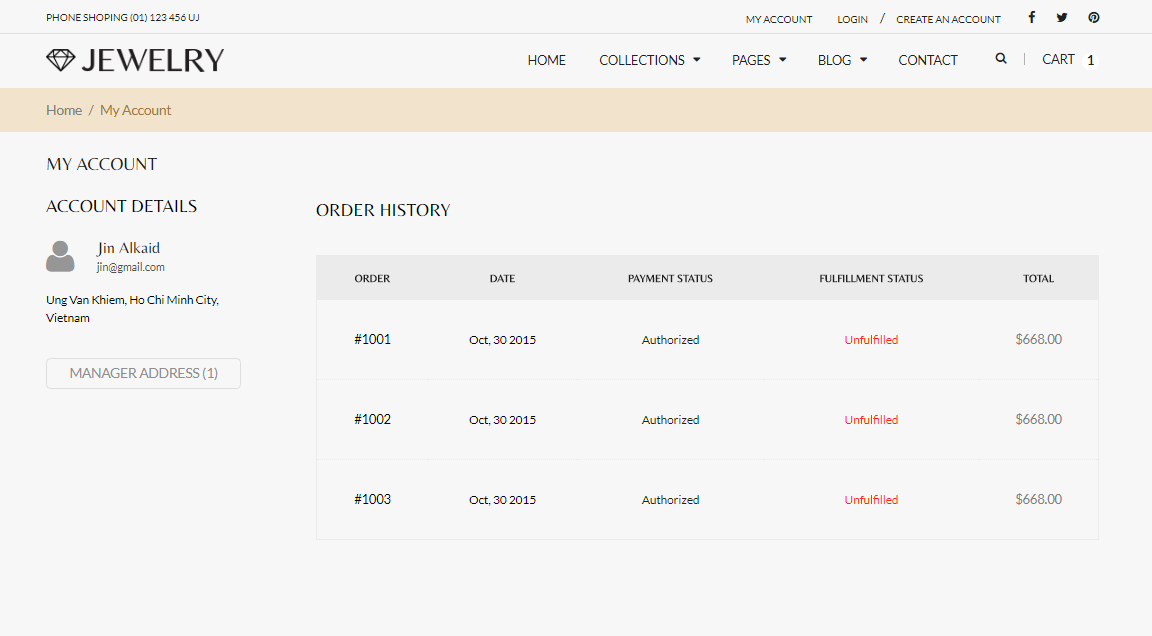 PHONE SHOPING (01) 123 456 UJ
MY ACCOUNT LOGIN / CREATE AN ACCOUNT
JEWELRY
HOME COLLECTIONS PAGES BLOG CONTACT CART 1
Home / My Account
MY ACCOUNT
ACCOUNT DETAILS
Jin Alkaid
jin@gmail.com
Ung Van Khiem, Ho Chi Minh City,
Vietnam
MANAGER ADDRESS (1)
ORDER HISTORY
ORDER DATE PAYMENT STATUS FULFILLMENT STATUS TOTAL
#1001 Oct, 30 2015 Authorized Unfulfilled $668.00
#1002 Oct, 30 2015 Authorized Unfulfilled $668.00
#1003 Oct, 30 2015 Authorized Unfulfilled $668.00